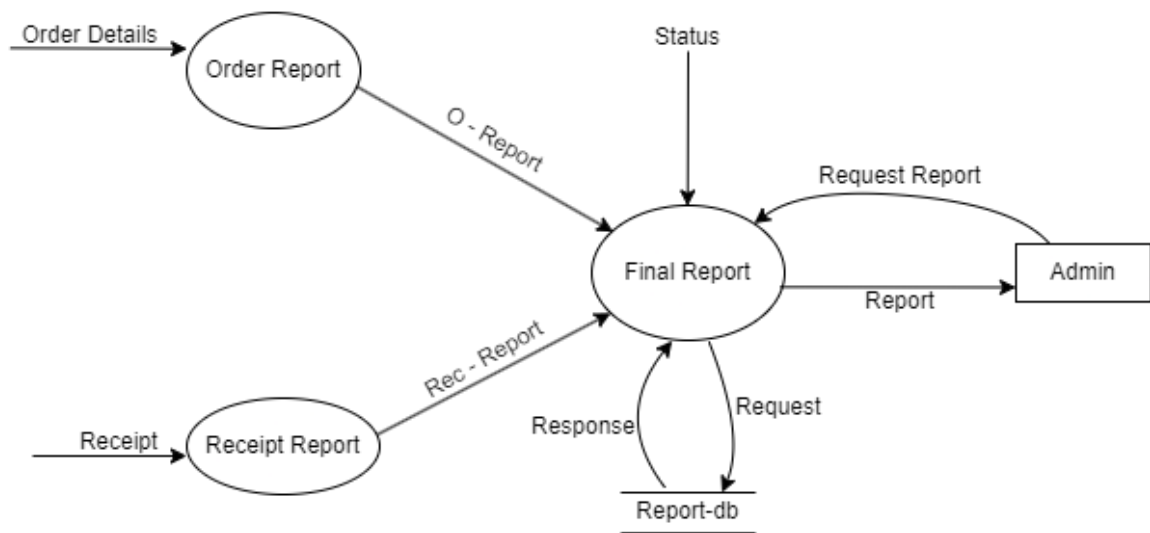 Order Details
Order Report
Status
O - Report
Request Report
Final Report
Admin
Report
Rec - Report
Response
Request
Receipt
Receipt Report
Report-db